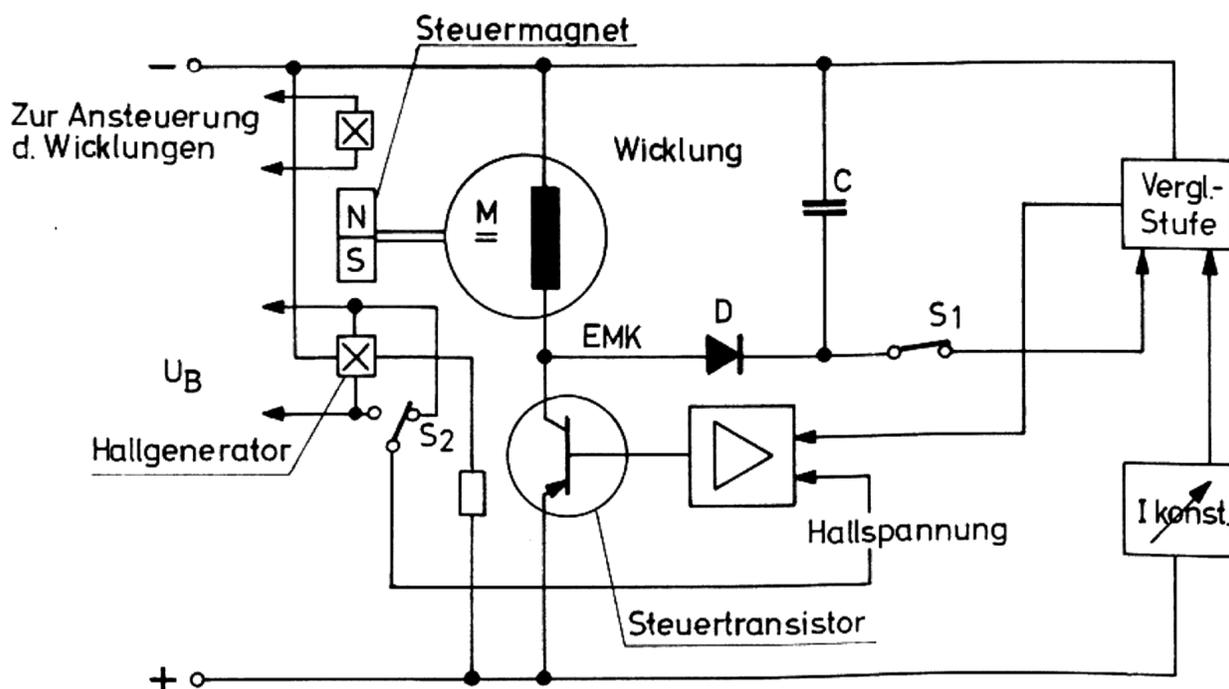 Steuermagnet
−
Zur Ansteuerung
d. Wicklungen
Wicklung
C
Vergl.-
Stufe
N
S
M
D
S1
EMK
UB
S2
Hallgenerator
I konst.
Hallspannung
Steuertransistor
+